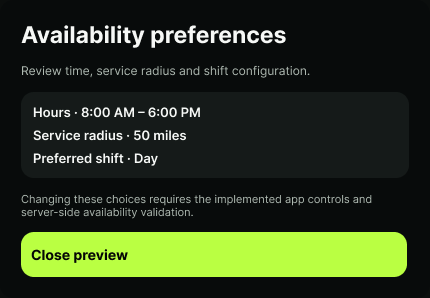 Availability preferences
Review time, service radius and shift configuration.
Hours · 8:00 AM – 6:00 PM
Service radius · 50 miles
Preferred shift · Day
Changing these choices requires the implemented app controls and
server-side availability validation.
Close preview